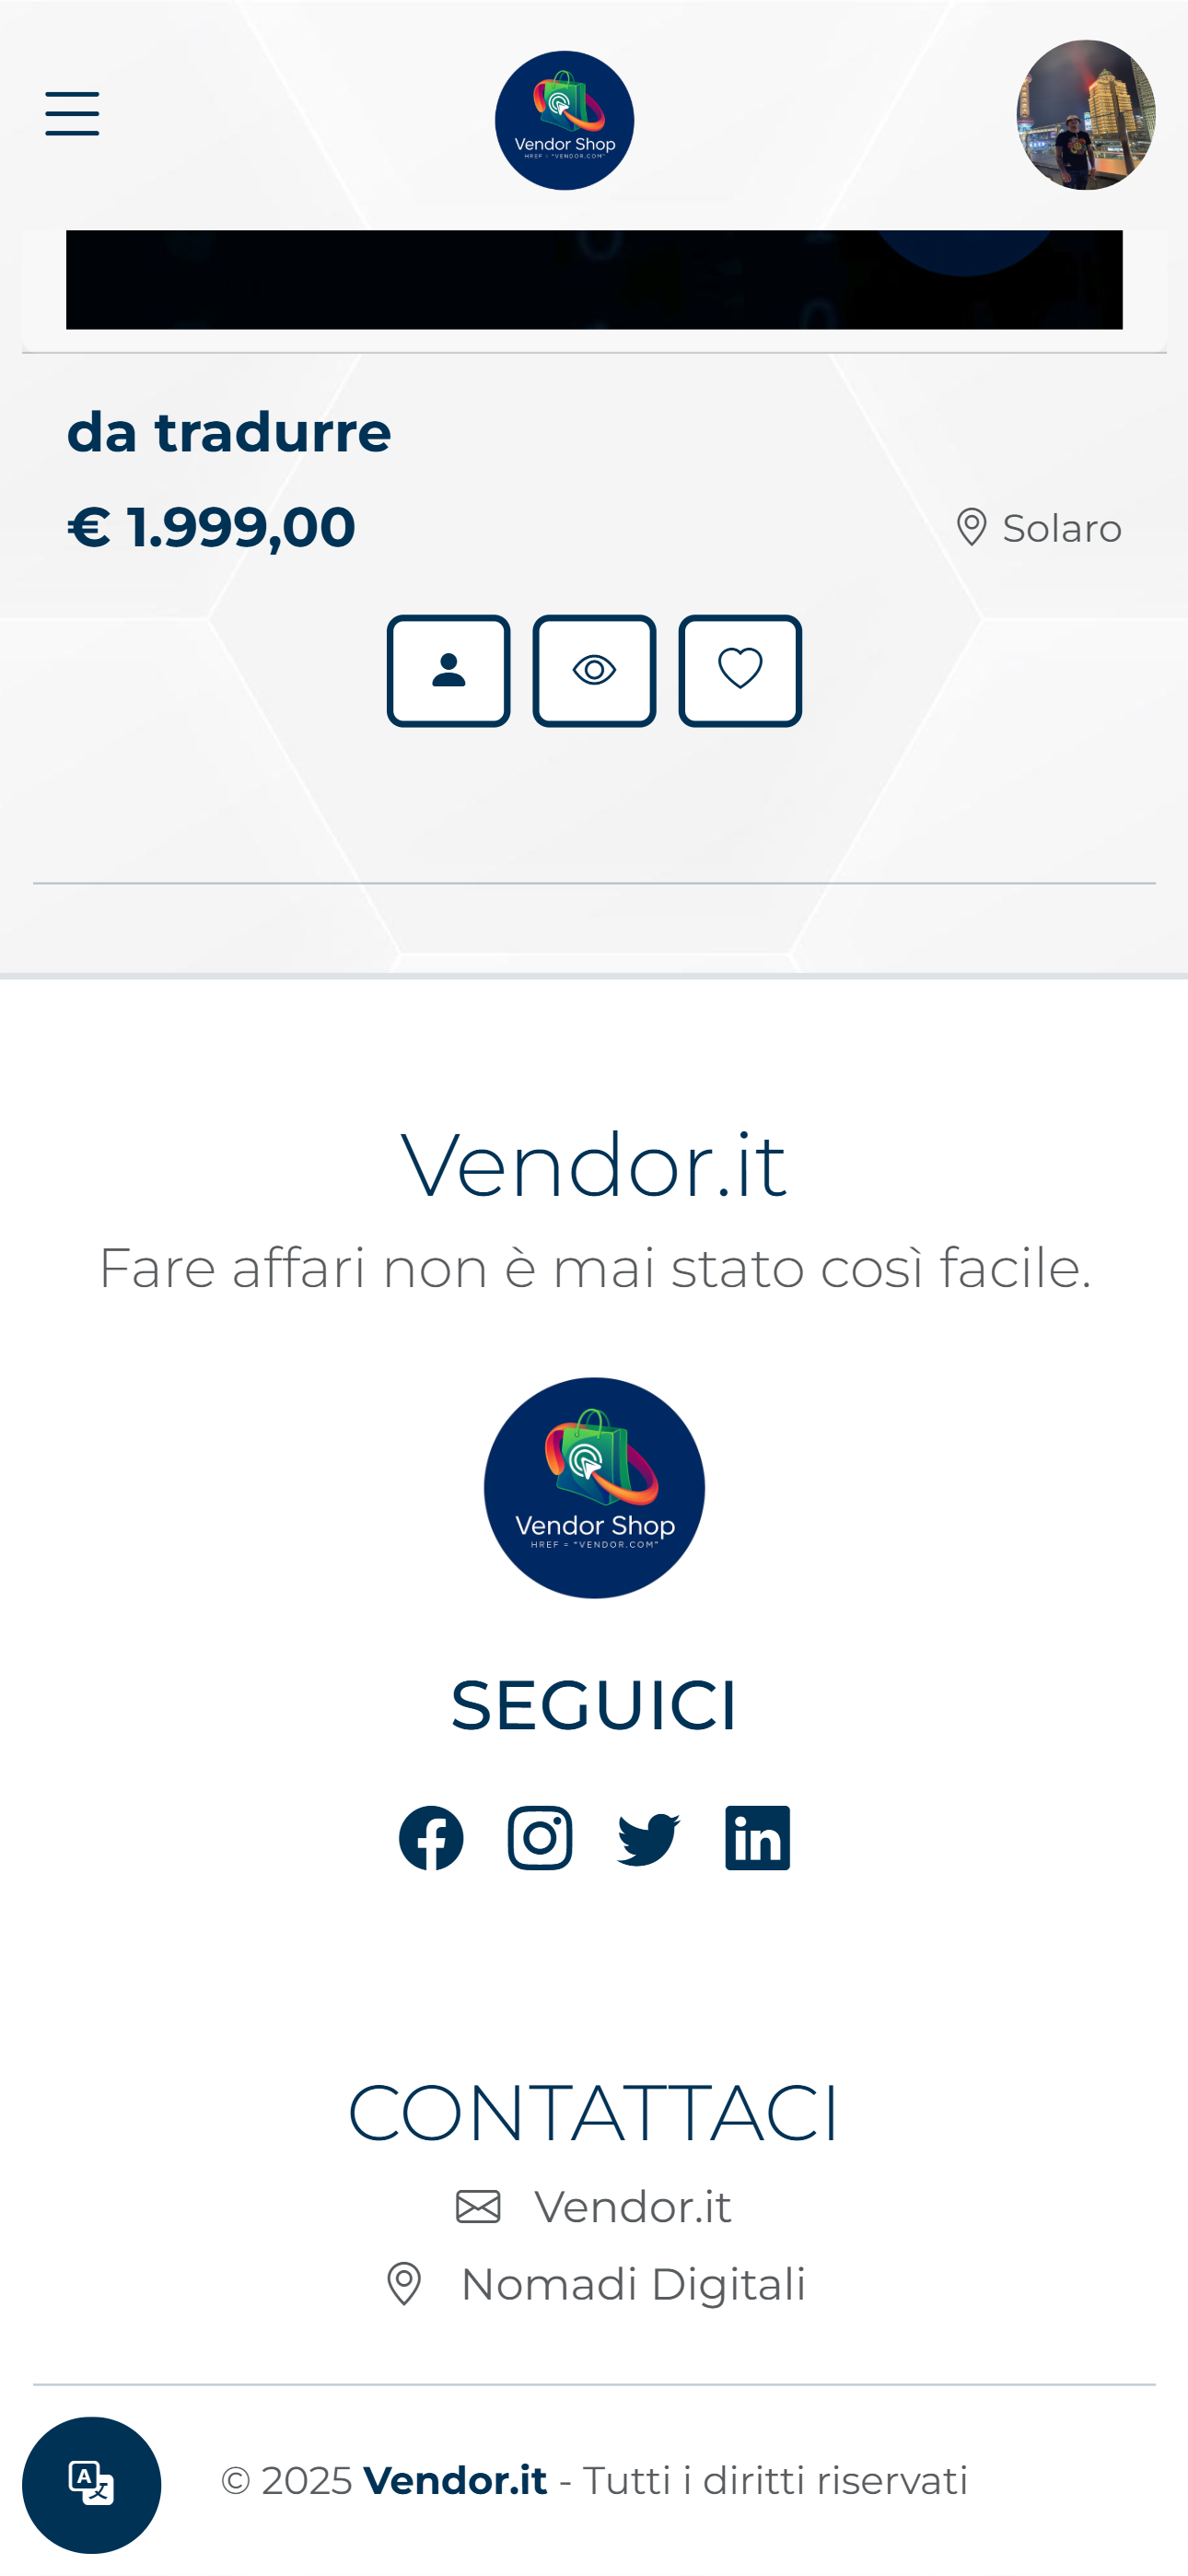 Vendor Shop
HREF = "VENDOR.COM"
da tradurre
€ 1.999,00
Solaro
Vendor.it
Fare affari non è mai stato così facile.
Vendor Shop
HREF = "VENDOR.COM"
SEGUICI
CONTATTACI
Vendor.it
Nomadi Digitali
© 2025 Vendor.it - Tutti i diritti riservati